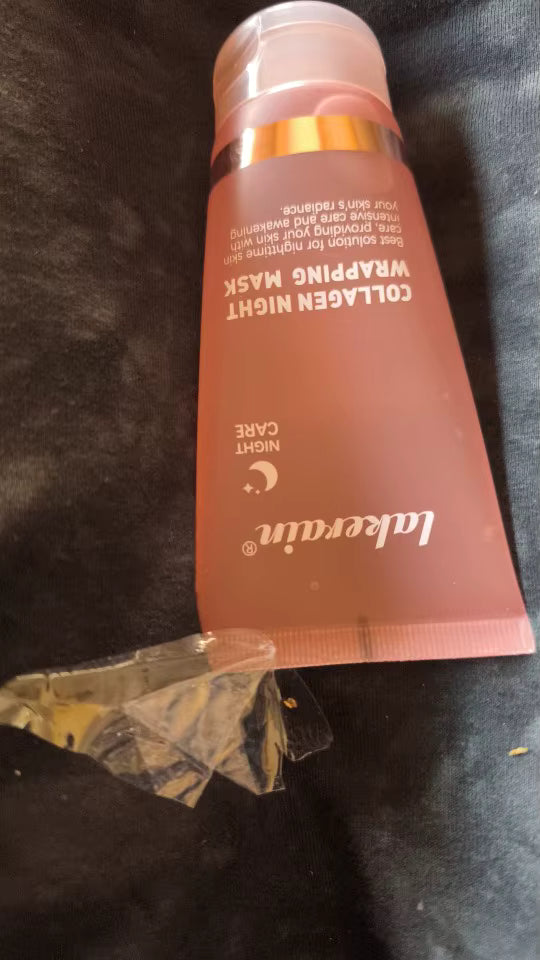 lakerain®
NIGHT
CARE
COLLAGEN NIGHT
WRAPPING MASK
Best solution for nighttime skin
care, providing your skin with
intensive care and awakening
your skin's radiance.